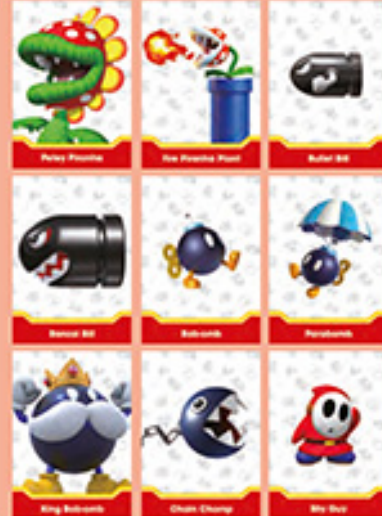 Petey Piranha
Fire Piranha Plant
Bullet Bill
Banzai Bill
Bob-omb
Parabomb
King Bob-omb
Chain Chomp
Shy Guy